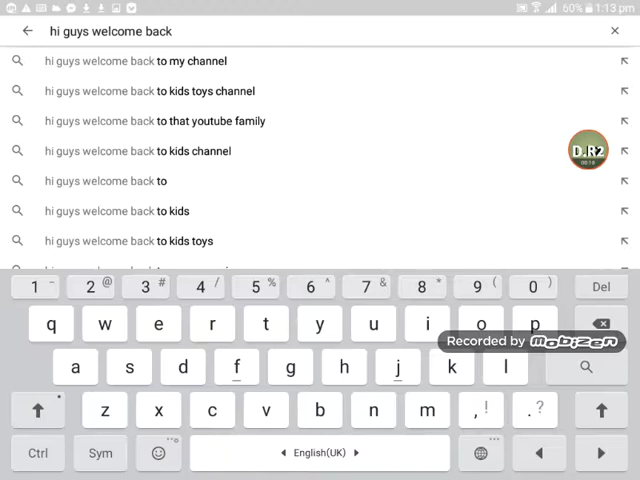 60% 1:13 pm
hi guys welcome back
hi guys welcome back to my channel
hi guys welcome back to kids toys channel
hi guys welcome back to that youtube family
hi guys welcome back to kids channel
D.R2
00:18
hi guys welcome back to
hi guys welcome back to kids
hi guys welcome back to kids toys
1 - 2 @ 3 # 4 / 5 % 6 ^ 7 & 8 * 9 ( 0 ) Del
q w e r t y u i o p
Recorded by mobizen
a s d f g h j k l
z x c v b n m , ! . ?
Ctrl Sym English(UK)